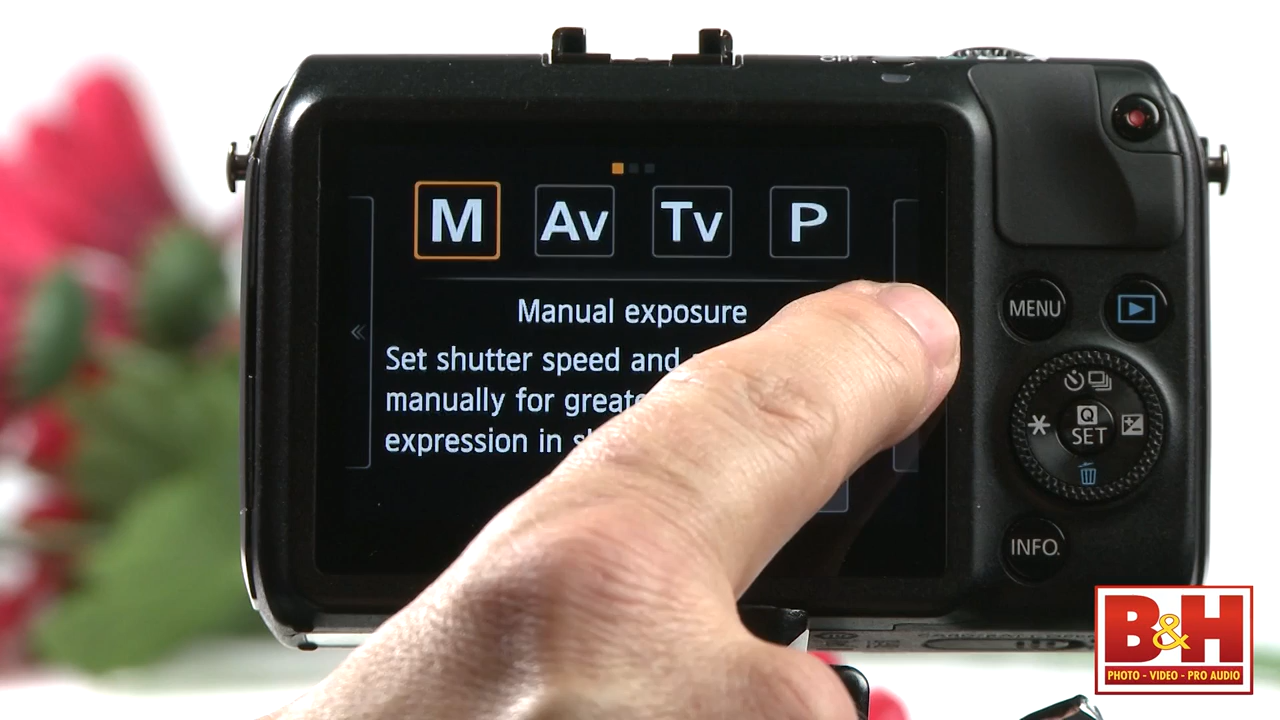 OFF
M Av Tv P
Manual exposure
Set shutter speed and
manually for greate
expression in s
MENU
Q
SET
INFO.
B&H
PHOTO - VIDEO - PRO AUDIO